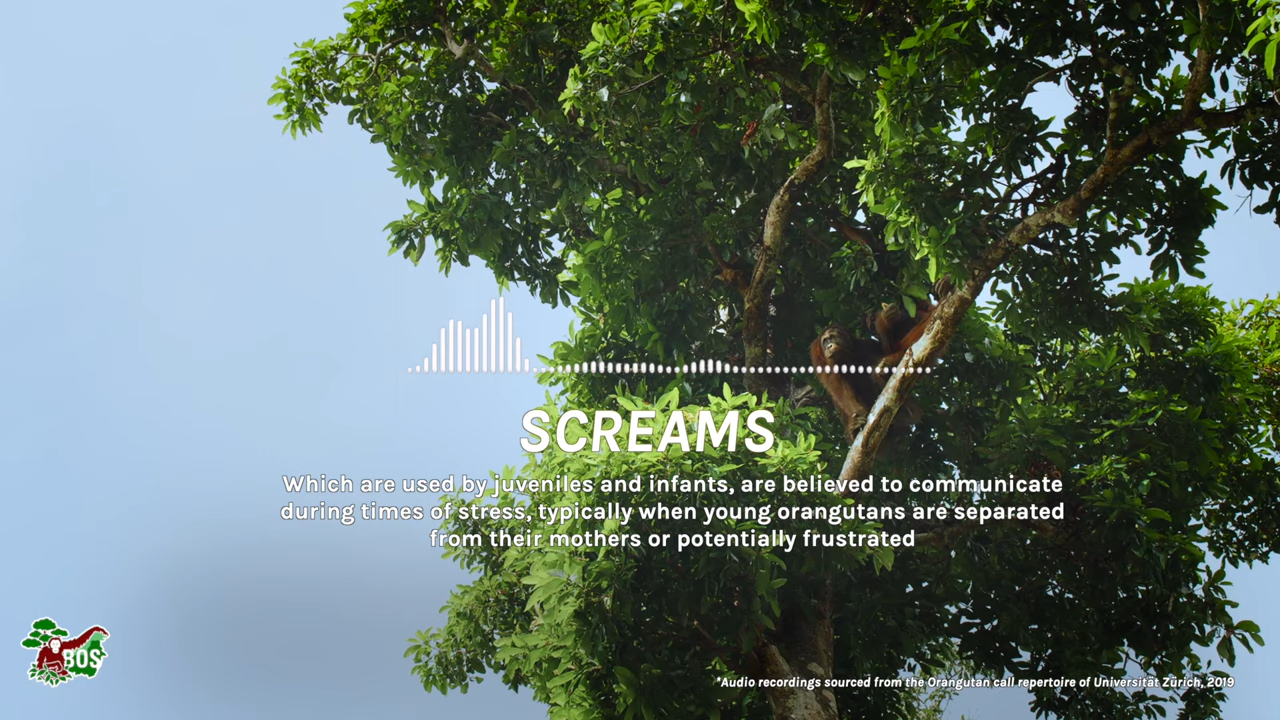 SCREAMS
Which are used by juveniles and infants, are believed to communicate
during times of stress, typically when young orangutans are separated
from their mothers or potentially frustrated
BOS
*Audio recordings sourced from the Orangutan call repertoire of Universität Zürich, 2019